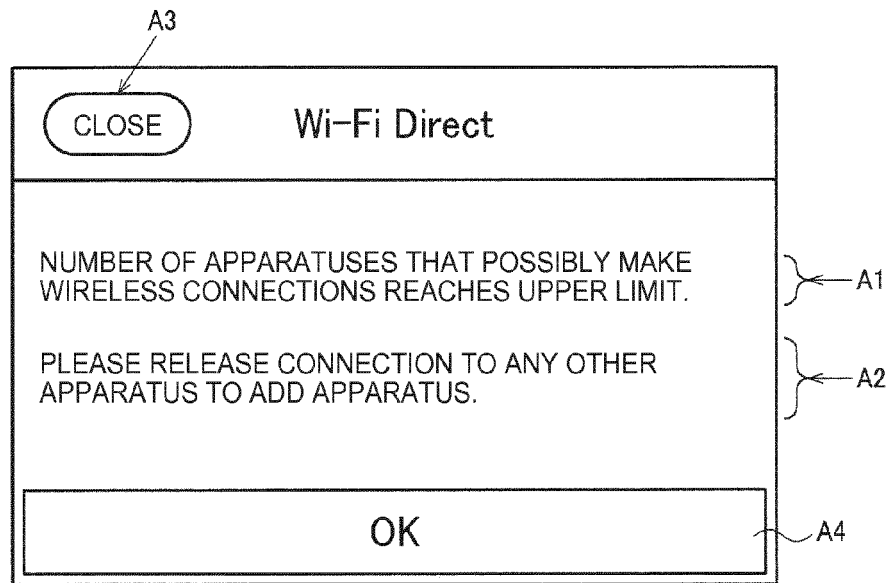 A3
CLOSE
Wi-Fi Direct
NUMBER OF APPARATUSES THAT POSSIBLY MAKE
WIRELESS CONNECTIONS REACHES UPPER LIMIT.
A1
PLEASE RELEASE CONNECTION TO ANY OTHER
APPARATUS TO ADD APPARATUS.
A2
OK
A4